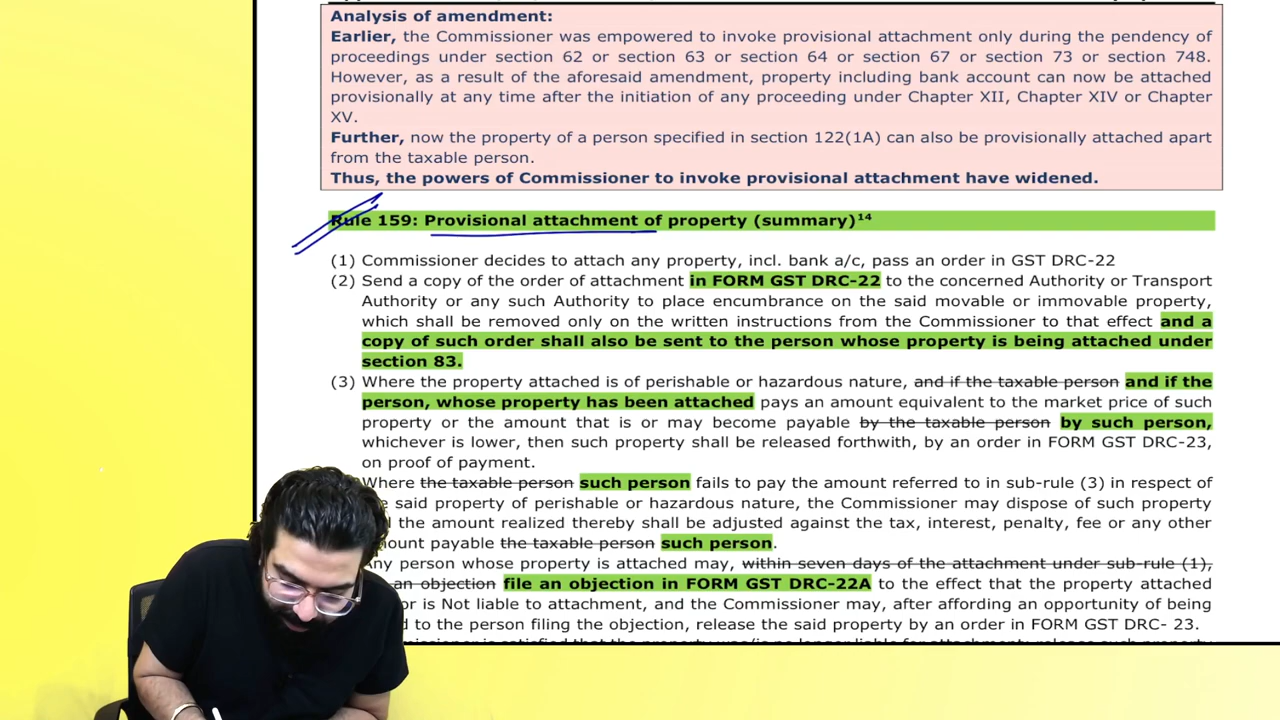 Analysis of amendment:
Earlier, the Commissioner was empowered to invoke provisional attachment only during the pendency of
proceedings under section 62 or section 63 or section 64 or section 67 or section 73 or section 748.
However, as a result of the aforesaid amendment, property including bank account can now be attached
provisionally at any time after the initiation of any proceeding under Chapter XII, Chapter XIV or Chapter
XV.
Further, now the property of a person specified in section 122(1A) can also be provisionally attached apart
from the taxable person.
Thus, the powers of Commissioner to invoke provisional attachment have widened.
Rule 159: Provisional attachment of property (summary)14
(1) Commissioner decides to attach any property, incl. bank a/c, pass an order in GST DRC-22
(2) Send a copy of the order of attachment in FORM GST DRC-22 to the concerned Authority or Transport
Authority or any such Authority to place encumbrance on the said movable or immovable property,
which shall be removed only on the written instructions from the Commissioner to that effect and a
copy of such order shall also be sent to the person whose property is being attached under
section 83.
(3) Where the property attached is of perishable or hazardous nature, and if the taxable person and if the
person, whose property has been attached pays an amount equivalent to the market price of such
property or the amount that is or may become payable by the taxable person by such person,
whichever is lower, then such property shall be released forthwith, by an order in FORM GST DRC-23,
on proof of payment.
Where the taxable person such person fails to pay the amount referred to in sub-rule (3) in respect of
said property of perishable or hazardous nature, the Commissioner may dispose of such property
the amount realized thereby shall be adjusted against the tax, interest, penalty, fee or any other
payable the taxable person such person.
person whose property is attached may, within seven days of the attachment under sub-rule (1),
an objection file an objection in FORM GST DRC-22A to the effect that the property attached
or is Not liable to attachment, and the Commissioner may, after affording an opportunity of being
to the person filing the objection, release the said property by an order in FORM GST DRC- 23.